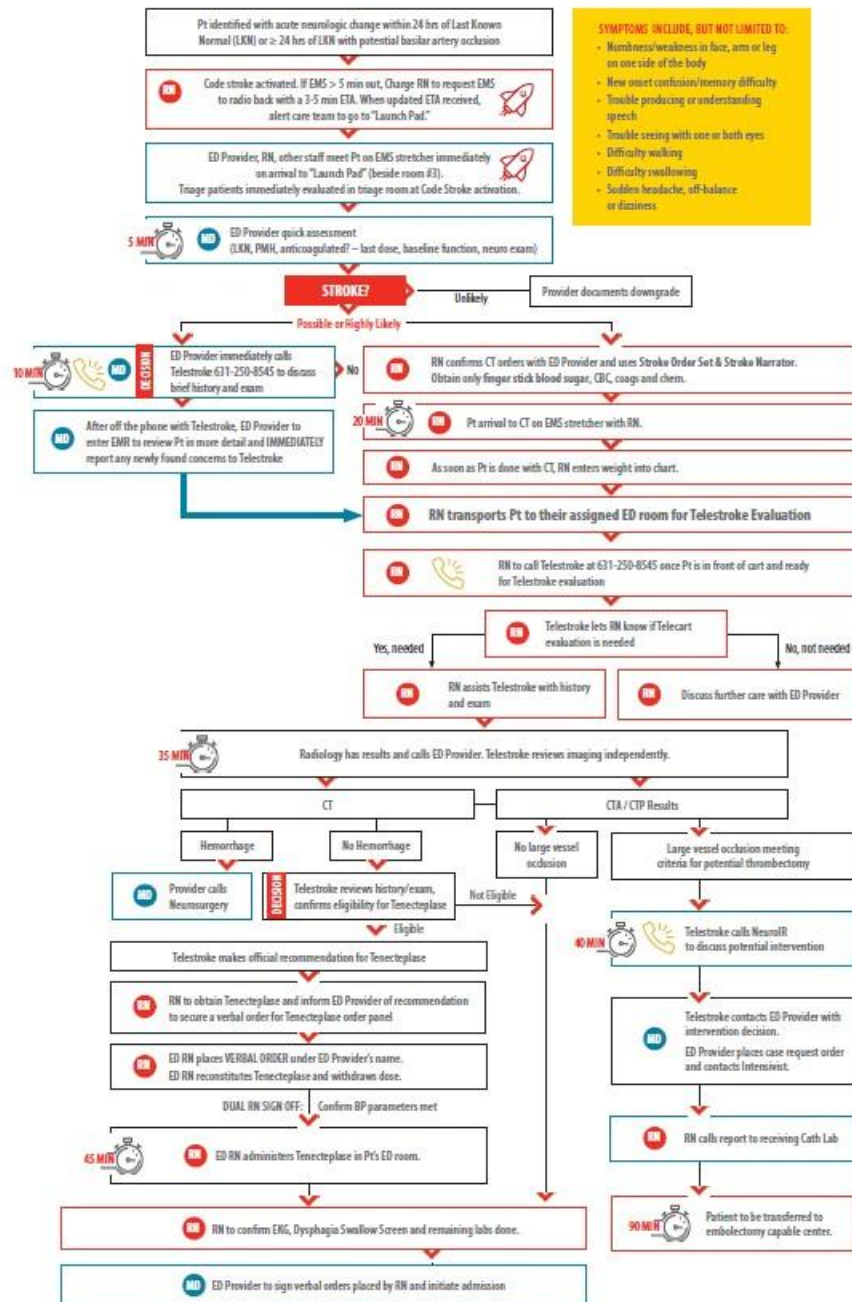 Pt identified with acute neurologic change within 24 hrs of Last Known
Normal (LKN) or ≥ 24 hrs of LKN with potential basilar artery occlusion
SYMPTOMS INCLUDE, BUT NOT LIMITED TO:
• Numbness/weakness in face, arm or leg
on one side of the body
• New onset confusion/memory difficulty
• Trouble producing or understanding
speech
• Trouble seeing with one or both eyes
• Difficulty walking
• Difficulty swallowing
• Sudden headache, off-balance
or dizziness
RN
Code stroke activated. If EMS > 5 min out, Charge RN to request EMS
to radio back with a 3-5 min ETA. When updated ETA received,
alert care team to go to "Launch Pad."
ED Provider, RN, other staff meet Pt on EMS stretcher immediately
on arrival to "Launch Pad" (beside room #3).
Triage patients immediately evaluated in triage room at Code Stroke activation.
5 MIN
MD
ED Provider quick assessment
(LKN, PMH, anticoagulated? – last dose, baseline function, neuro exam)
STROKE?
Unlikely
Provider documents downgrade
Possible or Highly Likely
10 MIN
MD
DECISION
ED Provider immediately calls
Telestroke 631-250-8545 to discuss
brief history and exam
No
MD
After off the phone with Telestroke, ED Provider to
enter EMR to review Pt in more detail and IMMEDIATELY
report any newly found concerns to Telestroke
RN
RN confirms CT orders with ED Provider and uses Stroke Order Set & Stroke Narrator.
Obtain only finger stick blood sugar, CBC, coags and chem.
20 MIN
RN
Pt arrival to CT on EMS stretcher with RN.
RN
As soon as Pt is done with CT, RN enters weight into chart.
RN
RN transports Pt to their assigned ED room for Telestroke Evaluation
RN
RN to call Telestroke at 631-250-8545 once Pt is in front of cart and ready
for Telestroke evaluation
RN
Telestroke lets RN know if Telecart
evaluation is needed
Yes, needed
No, not needed
RN
RN assists Telestroke with history
and exam
RN
Discuss further care with ED Provider
35 MIN
Radiology has results and calls ED Provider. Telestroke reviews imaging independently.
CT
CTA / CTP Results
Hemorrhage
No Hemorrhage
No large vessel
occlusion
Large vessel occlusion meeting
criteria for potential thrombectomy
MD
Provider calls
Neurosurgery
DECISION
Telestroke reviews history/exam,
confirms eligibility for Tenecteplase
Not Eligible
Eligible
40 MIN
Telestroke calls NeuroIR
to discuss potential intervention
Telestroke makes official recommendation for Tenecteplase
RN
RN to obtain Tenecteplase and inform ED Provider of recommendation
to secure a verbal order for Tenecteplase order panel
MD
Telestroke contacts ED Provider with
intervention decision.
ED Provider places case request order
and contacts Intensivist.
RN
ED RN places VERBAL ORDER under ED Provider's name.
ED RN reconstitutes Tenecteplase and withdraws dose.
DUAL RN SIGN OFF: Confirm BP parameters met
RN
RN calls report to receiving Cath Lab
45 MIN
RN
ED RN administers Tenecteplase in Pt's ED room.
90 MIN
Patient to be transferred to
embolectomy capable center.
RN
RN to confirm EKG, Dysphagia Swallow Screen and remaining labs done.
MD
ED Provider to sign verbal orders placed by RN and initiate admission